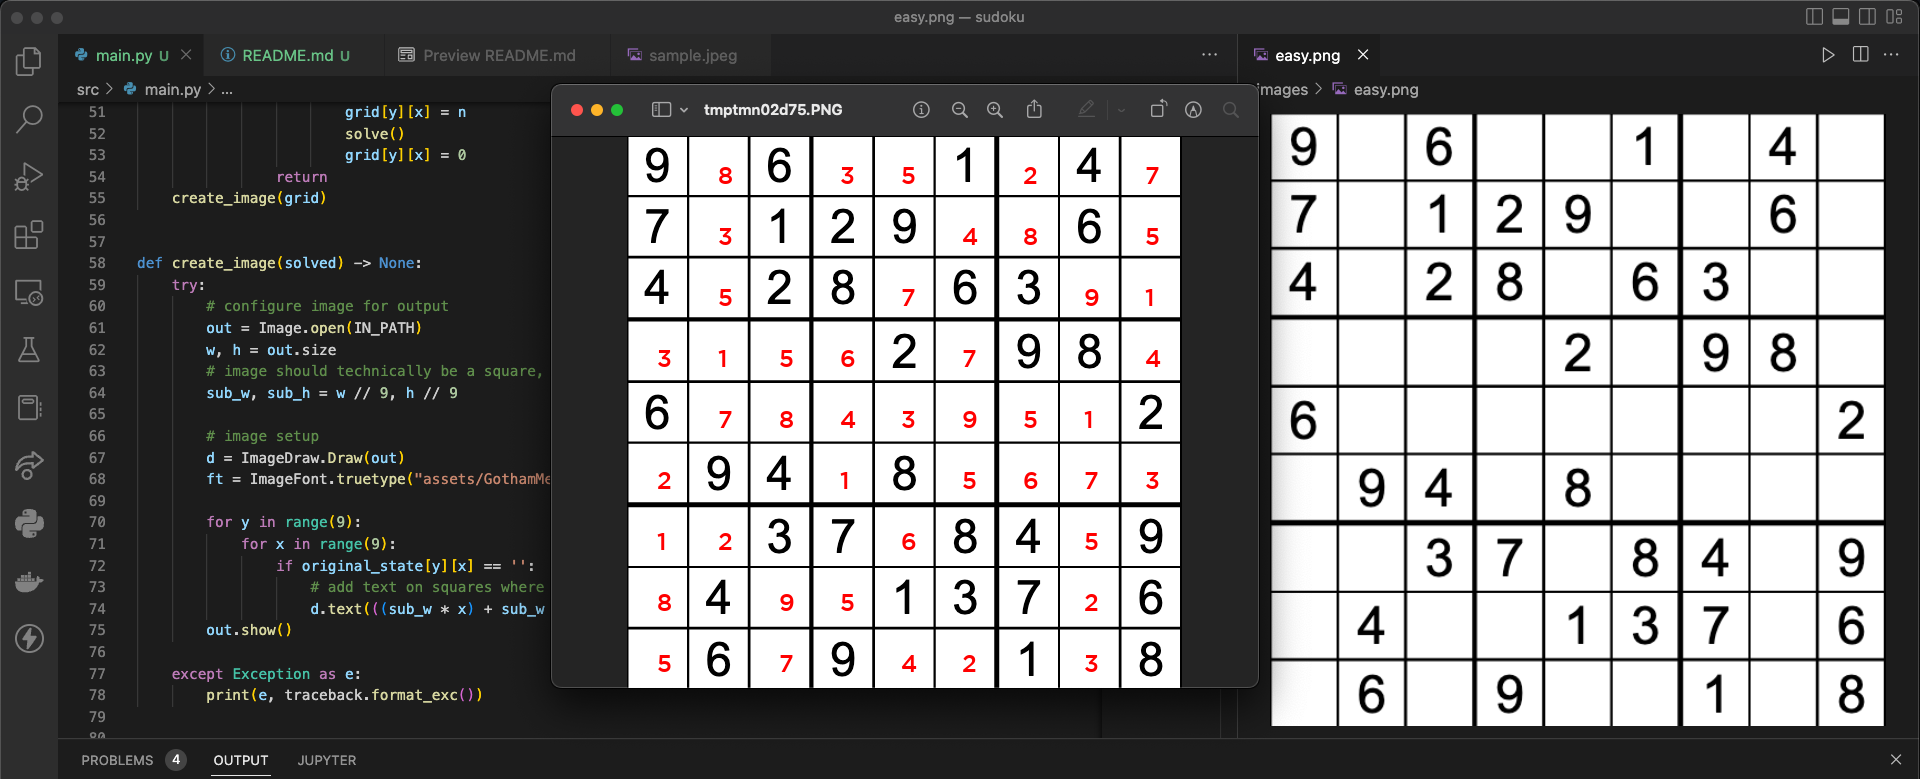 easy.png — sudoku
main.py U
README.md U
Preview README.md
sample.jpeg
easy.png
src > main.py > ...
51 grid[y][x] = n
52 solve()
53 grid[y][x] = 0
54 return
55 create_image(grid)
56
57
58 def create_image(solved) -> None:
59 try:
60 # configure image for output
61 out = Image.open(IN_PATH)
62 w, h = out.size
63 # image should technically be a square,
64 sub_w, sub_h = w // 9, h // 9
65
66 # image setup
67 d = ImageDraw.Draw(out)
68 ft = ImageFont.truetype("assets/GothamMe
69
70 for y in range(9):
71 for x in range(9):
72 if original_state[y][x] == '':
73 # add text on squares where
74 d.text(((sub_w * x) + sub_w
75 out.show()
76
77 except Exception as e:
78 print(e, traceback.format_exc())
79
80
tmptmn02d75.PNG
9 8 6 3 5 1 2 4 7
7 3 1 2 9 4 8 6 5
4 5 2 8 7 6 3 9 1
3 1 5 6 2 7 9 8 4
6 7 8 4 3 9 5 1 2
2 9 4 1 8 5 6 7 3
1 2 3 7 6 8 4 5 9
8 4 9 5 1 3 7 2 6
5 6 7 9 4 2 1 3 8
images > easy.png
9 6 1 4
7 1 2 9 6
4 2 8 6 3
2 9 8
6 2
9 4 8
3 7 8 4 9
4 1 3 7 6
6 9 1 8
PROBLEMS 4
OUTPUT
JUPYTER